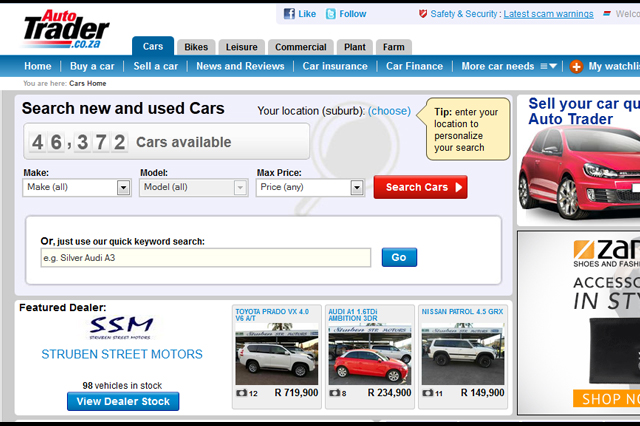 Auto
Trader
.co.za
Like
Follow
Safety & Security : Latest scam warnings
Welco
Cars
Bikes
Leisure
Commercial
Plant
Farm
Home
Buy a car
Sell a car
News and Reviews
Car insurance
Car Finance
More car needs
My watchlis
You are here: Cars Home
Search new and used Cars
Your location (suburb): (choose)
Tip: enter your
location to
personalize
your search
46,372 Cars available
Make:
Model:
Max Price:
Make (all)
Model (all)
Price (any)
Search Cars
Or, just use our quick keyword search:
e.g. Silver Audi A3
Go
Sell your car qu
Auto Trader
zan
SHOES AND FASH
ACCESSO
IN STY
SHOP NO
Featured Dealer:
SSM
STRUBEN STREET MOTORS
STRUBEN STREET MOTORS
98 vehicles in stock
View Dealer Stock
TOYOTA PRADO VX 4.0
V6 A/T
12
R 719,900
AUDI A1 1.6TDi
AMBITION 3DR
8
R 234,900
NISSAN PATROL 4.5 GRX
11
R 149,900